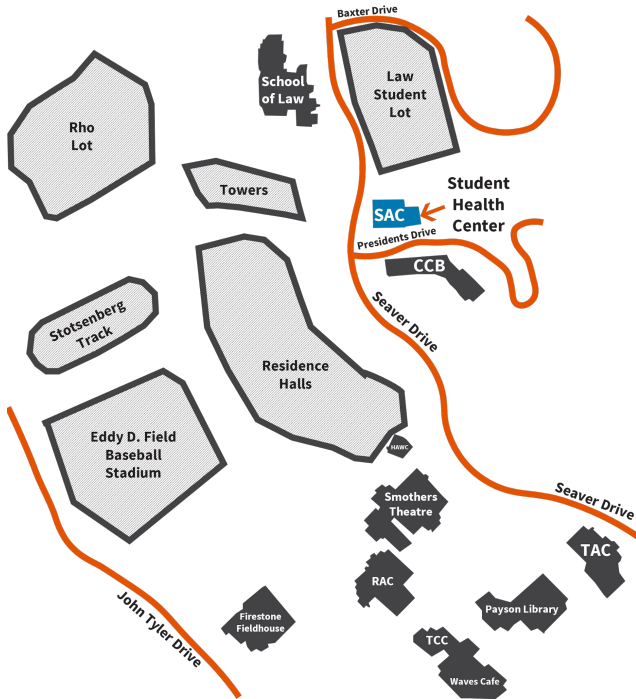 Baxter Drive
School
of Law
Law
Student
Lot
Rho
Lot
Towers
Student
Health
Center
SAC
Presidents Drive
CCB
Stotsenberg
Track
Seaver Drive
Residence
Halls
Eddy D. Field
Baseball
Stadium
HAWC
Smothers
Theatre
Seaver Drive
TAC
RAC
John Tyler Drive
Firestone
Fieldhouse
Payson Library
TCC
Waves Cafe